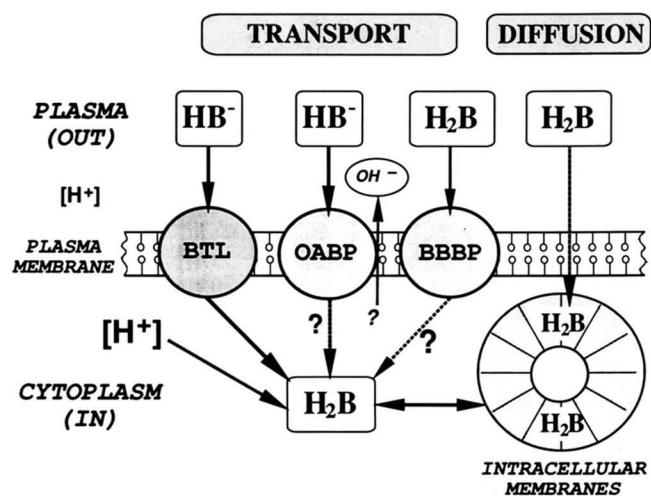 TRANSPORT DIFFUSION
PLASMA
(OUT)
HB⁻ HB⁻ H₂B H₂B
[H⁺]
OH⁻
PLASMA
MEMBRANE
BTL OABP BBBP
? ? ?
[H⁺]
H₂B
CYTOPLASM
(IN)
H₂B
H₂B
INTRACELLULAR
MEMBRANES